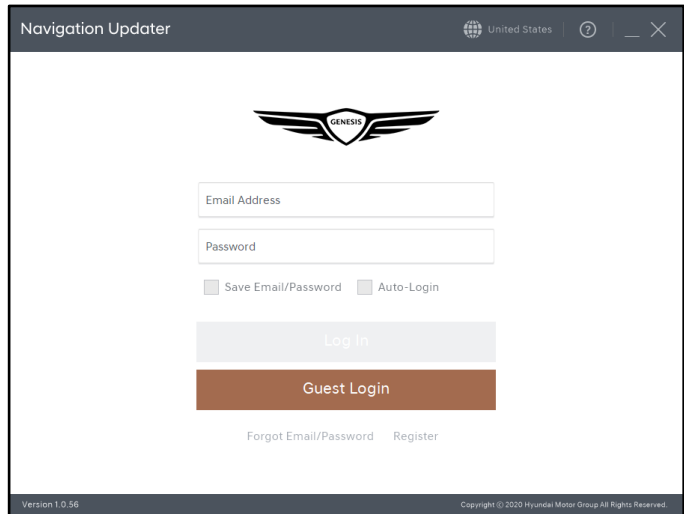 Navigation Updater United States ?
GENESIS
Email Address
Password
Save Email/Password Auto-Login
Log In
Guest Login
Forgot Email/Password Register
Version 1.0.56 Copyright © 2020 Hyundai Motor Group All Rights Reserved.